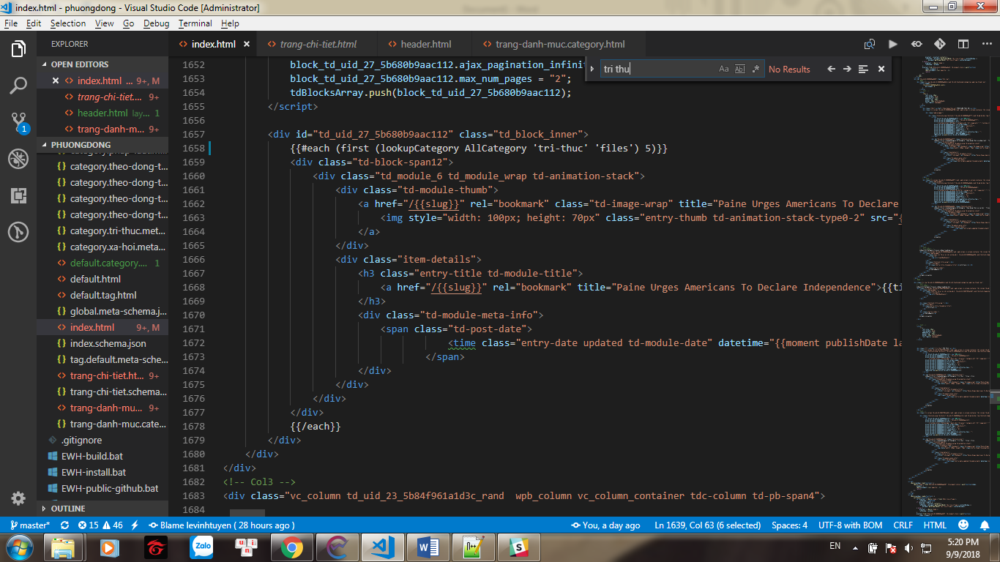 index.html - phuongdong - Visual Studio Code [Administrator]
File Edit Selection View Go Debug Terminal Help
EXPLORER
OPEN EDITORS
index.html 9+, M
trang-chi-tiet.... 9+
header.html lay... 1
trang-danh-m... 9+
PHUONGDONG
category.theo-dong-t...
category.theo-dong-t...
category.theo-dong-t...
category.theo-dong-t...
category.tri-thuc.met...
category.xa-hoi.meta...
default.category.... 1
default.html
default.tag.html
global.meta-schema.j...
index.html 9+, M
index.schema.json
tag.default.meta-sche...
trang-chi-tiet.ht... 9+
trang-chi-tiet.schema...
trang-danh-mu... 9+
trang-danh-muc.cate...
.gitignore
EWH-build.bat
EWH-install.bat
EWH-public-github.bat
OUTLINE
index.html
trang-chi-tiet.html
header.html
trang-danh-muc.category.html
tri thu
Aa Abl .* No Results
1652 block_td_uid_27_5b680b9aac112.ajax_pagination_infinit
1653 block_td_uid_27_5b680b9aac112.max_num_pages = "2";
1654 tdBlocksArray.push(block_td_uid_27_5b680b9aac112);
1655 </script>
1656
1657 <div id="td_uid_27_5b680b9aac112" class="td_block_inner">
1658 {{#each (first (lookupCategory AllCategory 'tri-thuc' 'files') 5)}}
1659 <div class="td-block-span12">
1660 <div class="td_module_6 td_module_wrap td-animation-stack">
1661 <div class="td-module-thumb">
1662 <a href="/{{slug}}" rel="bookmark" class="td-image-wrap" title="Paine Urges Americans To Declare
1663 <img style="width: 100px; height: 70px" class="entry-thumb td-animation-stack-type0-2" src="{
1664 </a>
1665 </div>
1666 <div class="item-details">
1667 <h3 class="entry-title td-module-title">
1668 <a href="/{{slug}}" rel="bookmark" title="Paine Urges Americans To Declare Independence">{{ti
1669 </h3>
1670 <div class="td-module-meta-info">
1671 <span class="td-post-date">
1672 <time class="entry-date updated td-module-date" datetime="{{moment publishDate la
1673 </span>
1674 </div>
1675 </div>
1676 </div>
1677 </div>
1678 {{/each}}
1679 </div>
1680 </div>
1681 </div>
1682 <!-- Col3 -->
1683 <div class="vc_column td_uid_23_5b84f961a1d3c_rand  wpb_column vc_column_container tdc-column td-pb-span4">
1684
master* 15 46 Blame levinhtuyen ( 28 hours ago ) You, a day ago Ln 1639, Col 63 (6 selected) Spaces: 4 UTF-8 with BOM CRLF HTML
Zalo
EN
5:20 PM
9/9/2018